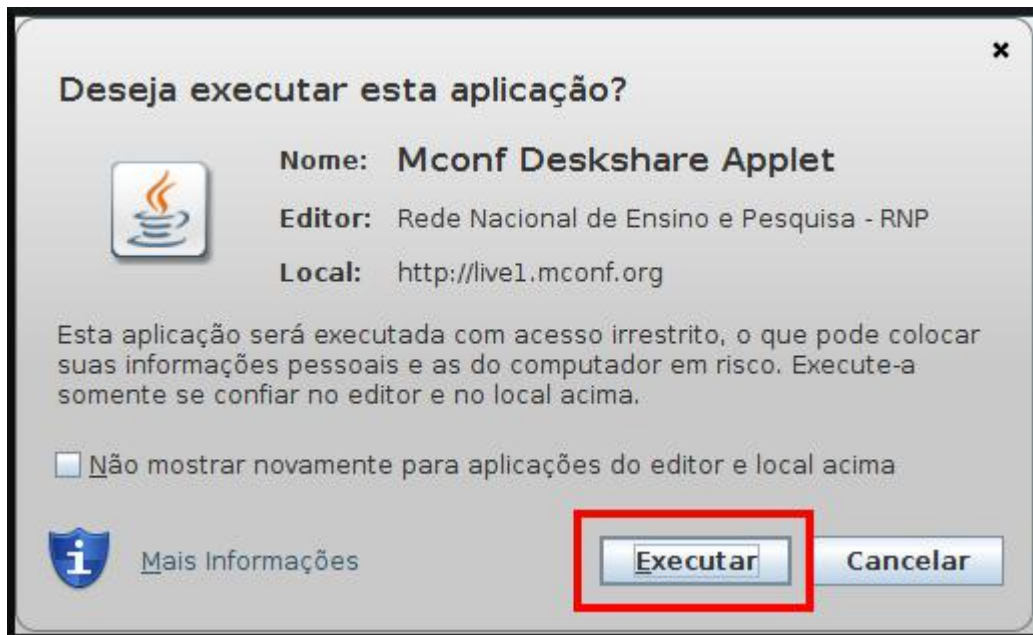 Deseja executar esta aplicação?
Nome: Mconf Deskshare Applet
Editor: Rede Nacional de Ensino e Pesquisa - RNP
Local: http://live1.mconf.org
Esta aplicação será executada com acesso irrestrito, o que pode colocar
suas informações pessoais e as do computador em risco. Execute-a
somente se confiar no editor e no local acima.
Não mostrar novamente para aplicações do editor e local acima
Mais Informações
Executar
Cancelar